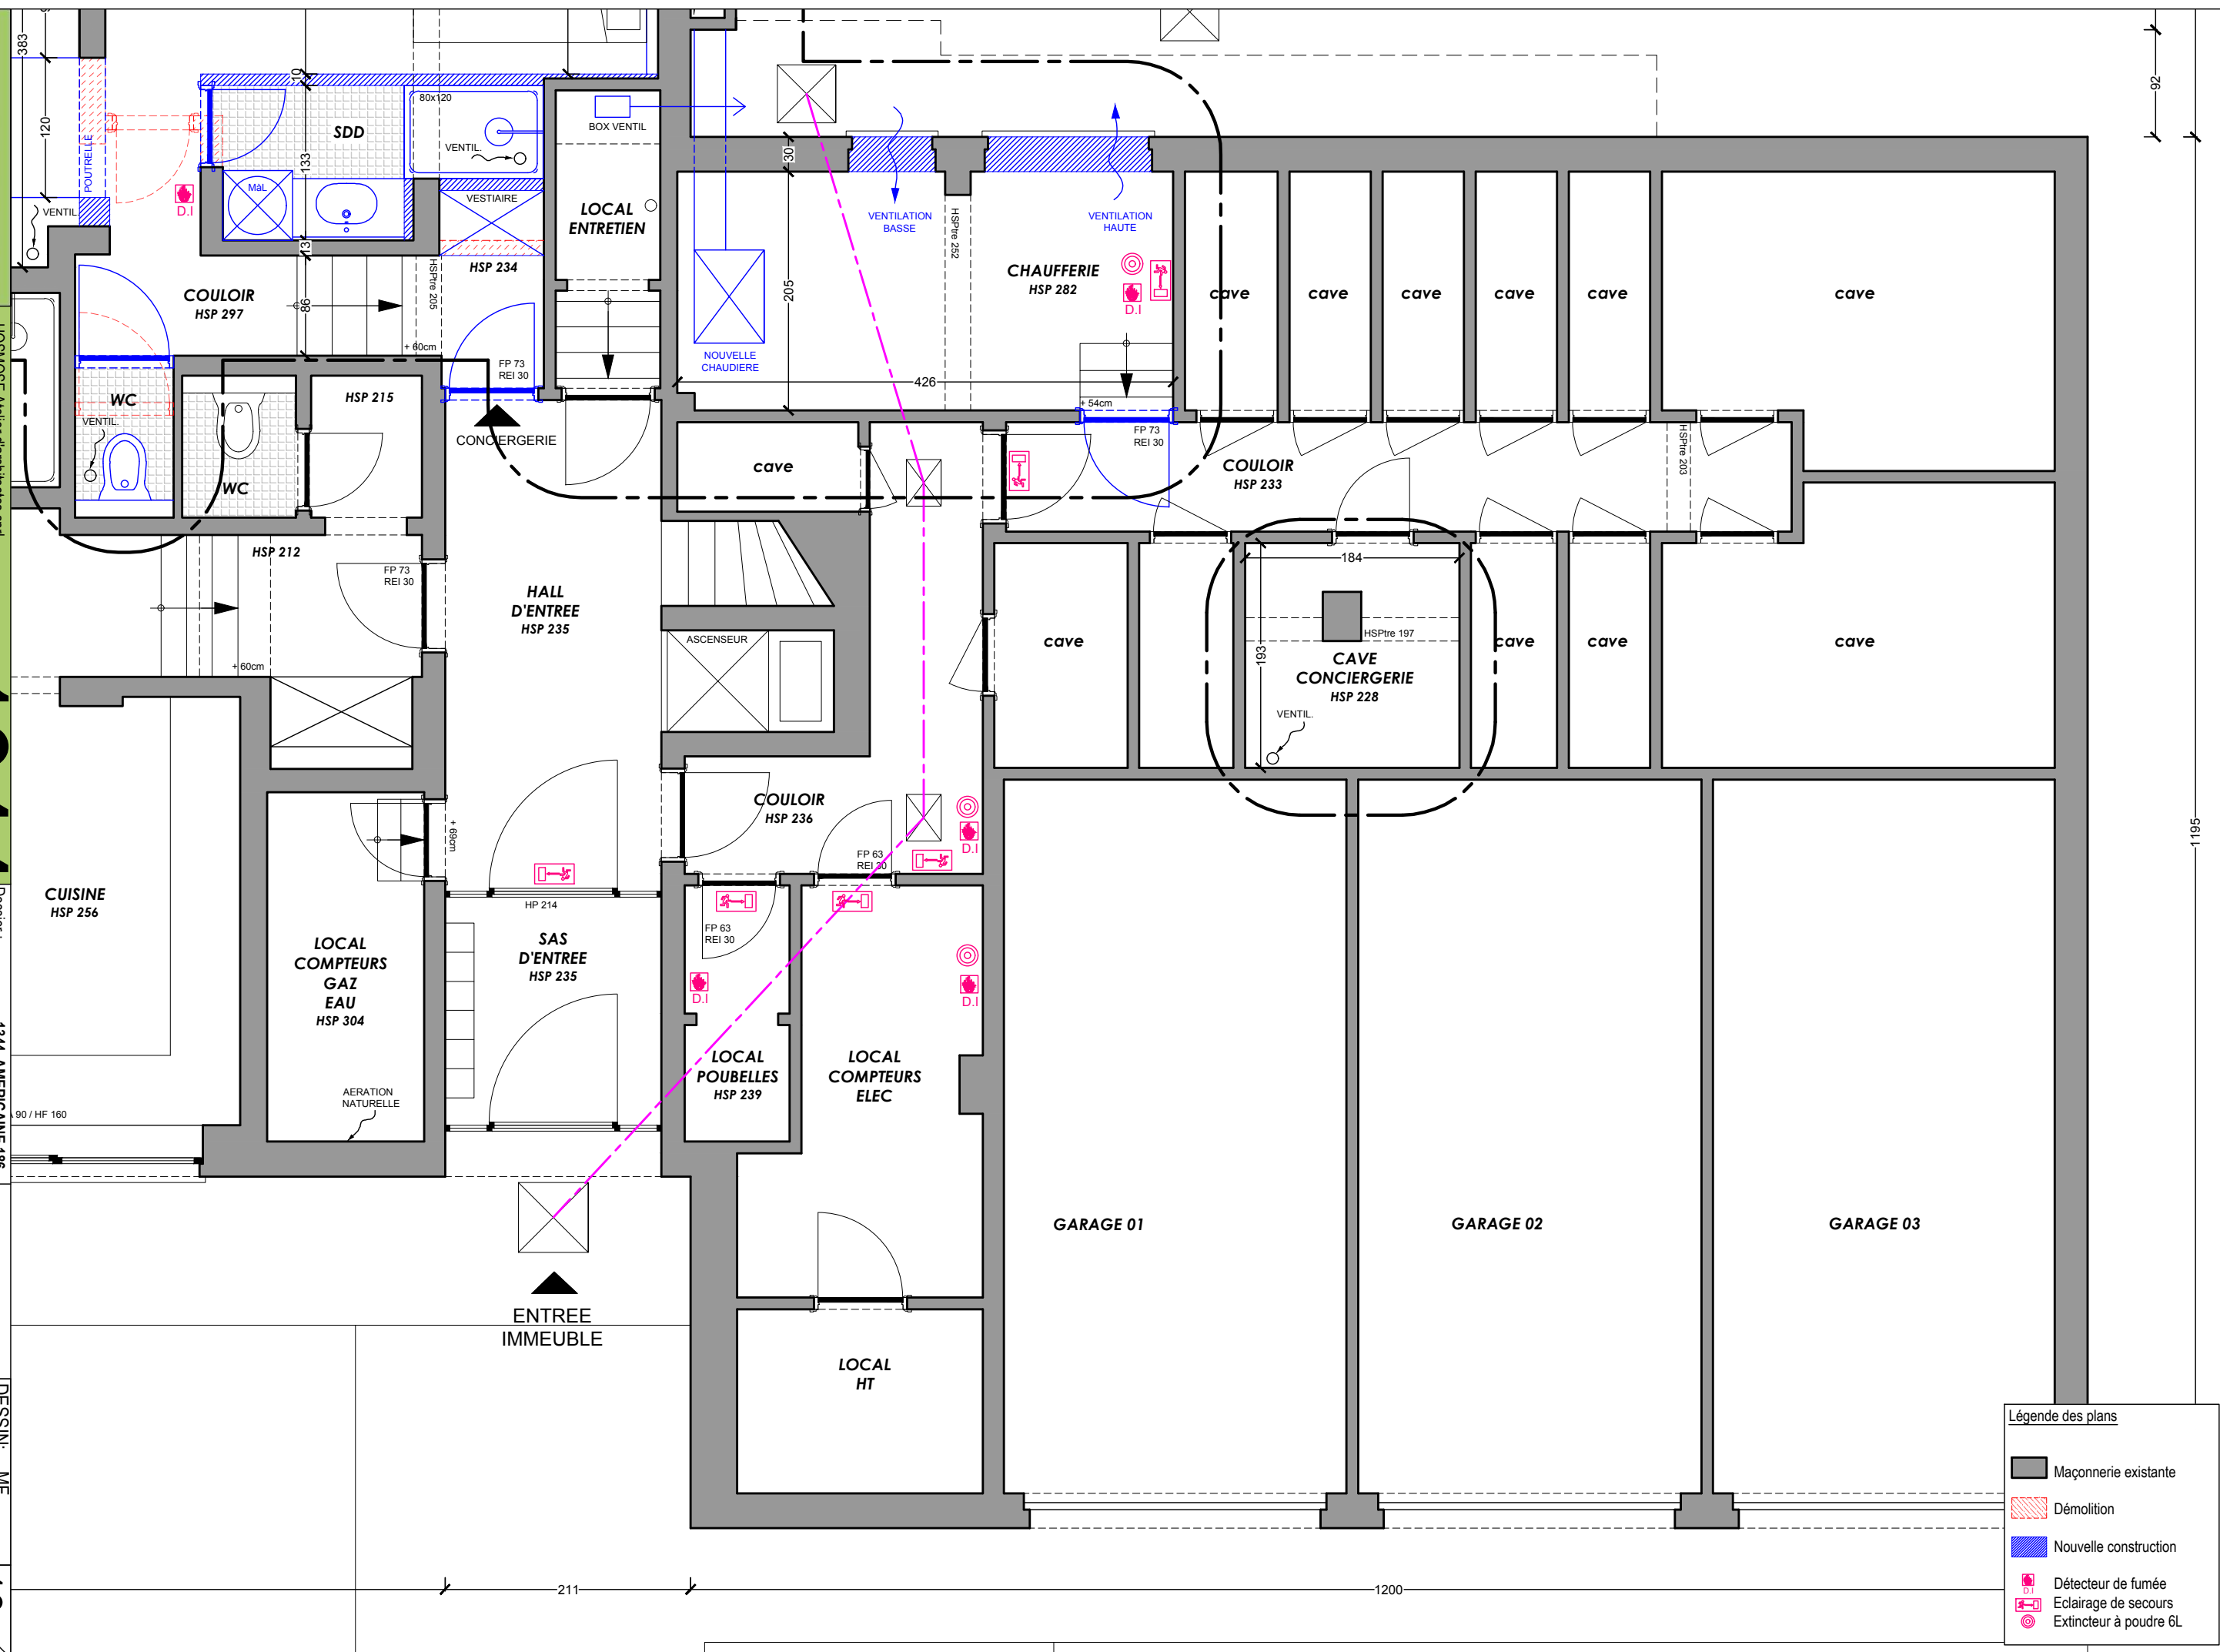 383
120
10
133
13
86
POUTRELLE
VENTIL.
D.I
SDD
80x120
VENTIL.
MàL
VESTIAIRE
HSP 234
HSPtre 205
COULOIR
HSP 297
+ 60cm
FP 73
REI 30
BOX VENTIL
LOCAL
ENTRETIEN
30
205
VENTILATION
BASSE
HSPtre 252
VENTILATION
HAUTE
CHAUFFERIE
HSP 282
D.I
NOUVELLE
CHAUDIERE
426
+ 54cm
FP 73
REI 30
cave
cave
cave
cave
cave
cave
92
1195
WC
VENTIL.
WC
HSP 215
CONCIERGERIE
cave
COULOIR
HSP 233
HSPtre 203
HSP 212
FP 73
REI 30
+ 60cm
HALL
D'ENTREE
HSP 235
ASCENSEUR
cave
184
193
HSPtre 197
CAVE
CONCIERGERIE
HSP 228
VENTIL.
cave
cave
cave
COULOIR
HSP 236
+ 69cm
FP 63
REI 30
D.I
CUISINE
HSP 256
HP 214
SAS
D'ENTREE
HSP 235
FP 63
REI 30
D.I
D.I
LOCAL
COMPTEURS
GAZ
EAU
HSP 304
AERATION
NATURELLE
LOCAL
POUBELLES
HSP 239
LOCAL
COMPTEURS
ELEC
90 / HF 160
GARAGE 01
GARAGE 02
GARAGE 03
ENTREE
IMMEUBLE
LOCAL
HT
211
1200
Légende des plans
Maçonnerie existante
Démolition
Nouvelle construction
D.I
Détecteur de fumée
Eclairage de secours
Extincteur à poudre 6L